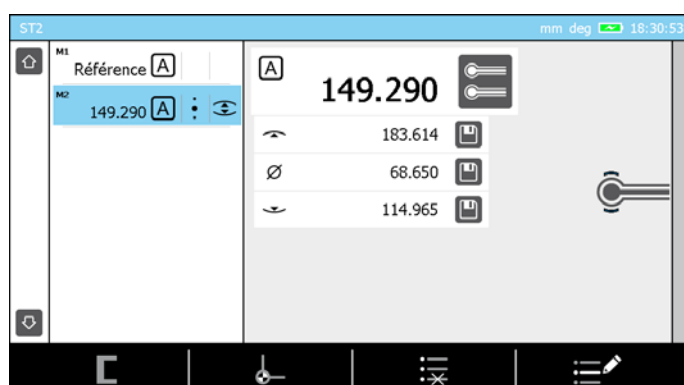 ST2 mm deg 18:30:53
M1
Référence A
M2
149.290 A
A
149.290
183.614
Ø 68.650
114.965